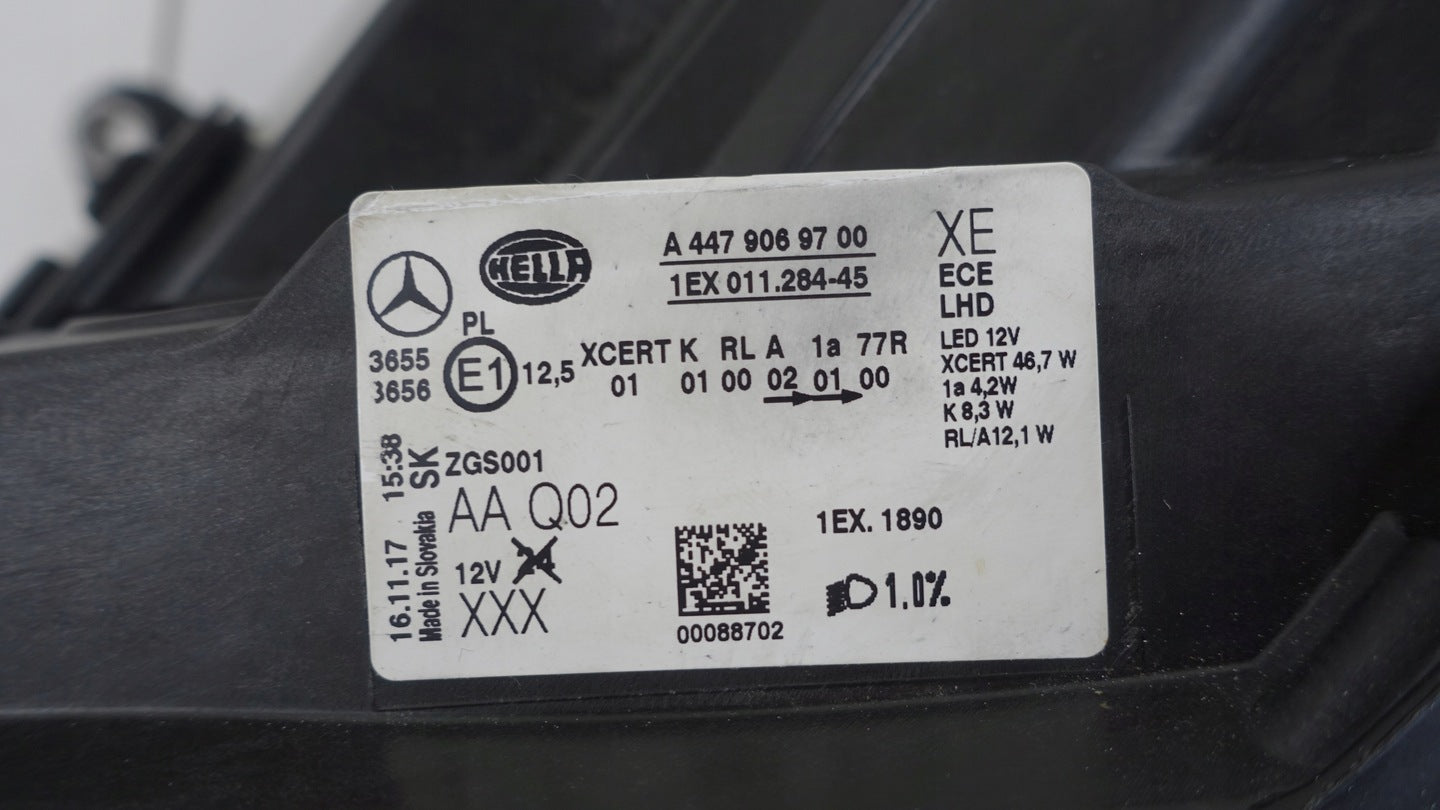 HELLA
A 447 906 97 00
1EX 011.284-45
XE
ECE
LHD
LED 12V
XCERT 46,7 W
1a 4,2W
K 8,3 W
RL/A12,1 W
PL
3655
3656
E1
12,5
XCERT K RL A 1a 77R
01 01 00 02 01 00
16.11.17 15:38
Made in Slovakia SK
ZGS001
AA Q02
12V
XXX
00088702
1EX. 1890
1,0%